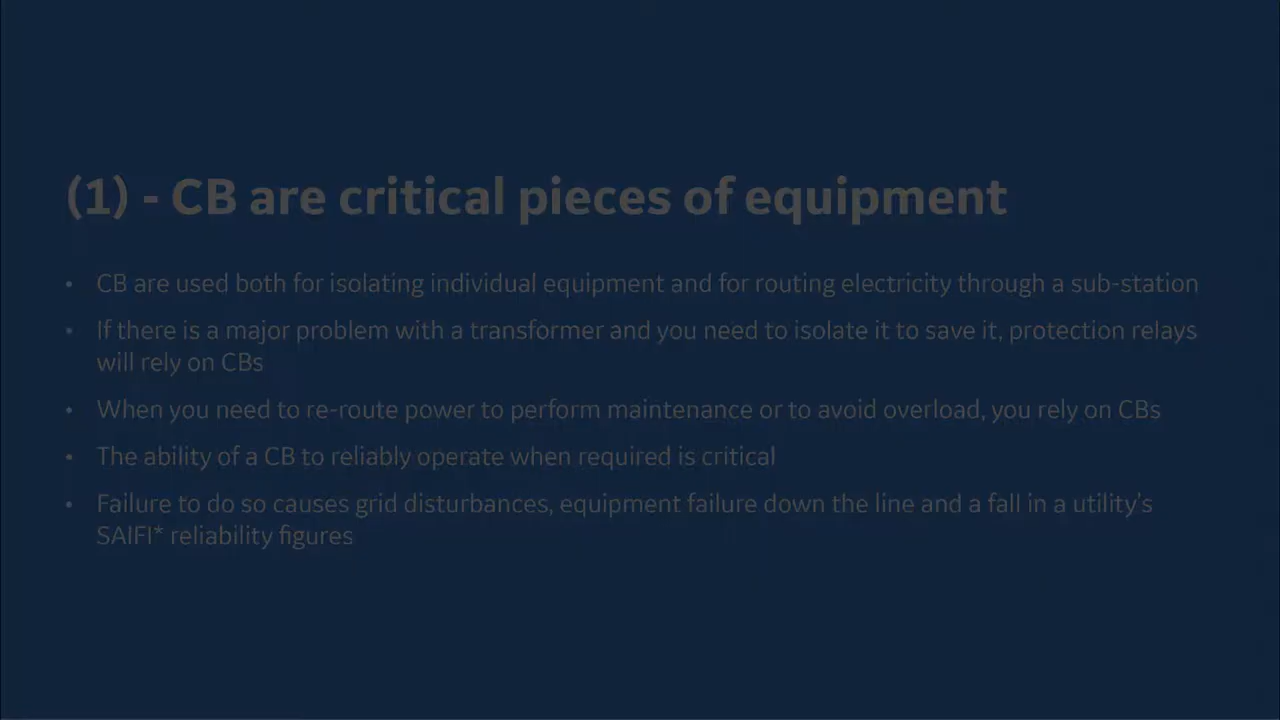 (1) - CB are critical pieces of equipment
• CB are used both for isolating individual equipment and for routing electricity through a sub-station
• If there is a major problem with a transformer and you need to isolate it to save it, protection relays
will rely on CBs
• When you need to re-route power to perform maintenance or to avoid overload, you rely on CBs
• The ability of a CB to reliably operate when required is critical
• Failure to do so causes grid disturbances, equipment failure down the line and a fall in a utility's
SAIFI* reliability figures